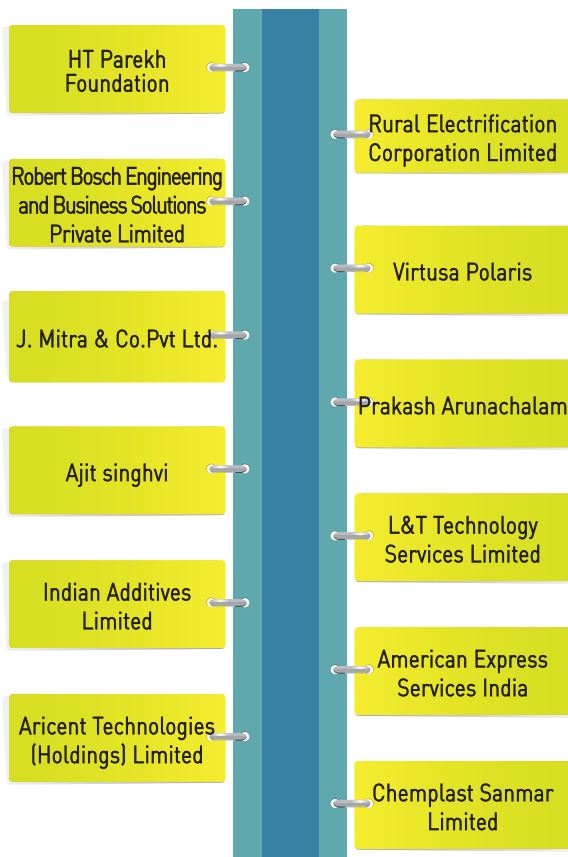 HT Parekh
Foundation
Rural Electrification
Corporation Limited
Robert Bosch Engineering
and Business Solutions
Private Limited
Virtusa Polaris
J. Mitra & Co.Pvt Ltd.
Prakash Arunachalam
Ajit singhvi
L&T Technology
Services Limited
Indian Additives
Limited
American Express
Services India
Aricent Technologies
(Holdings) Limited
Chemplast Sanmar
Limited